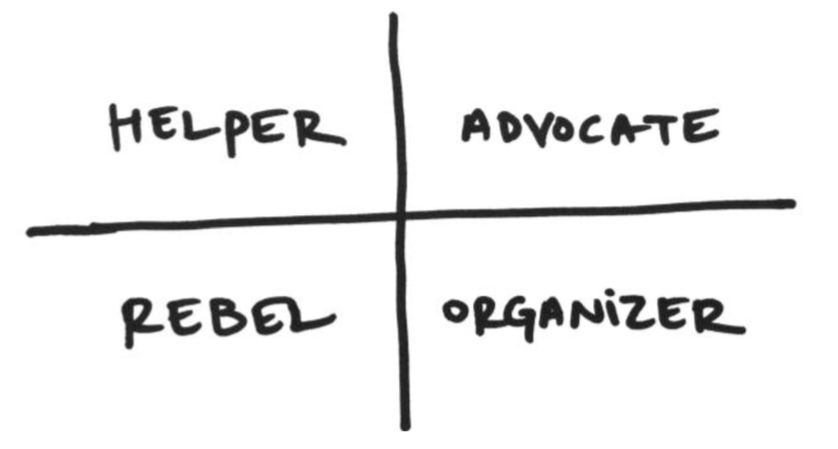 HELPER
ADVOCATE
REBEL
ORGANIZER